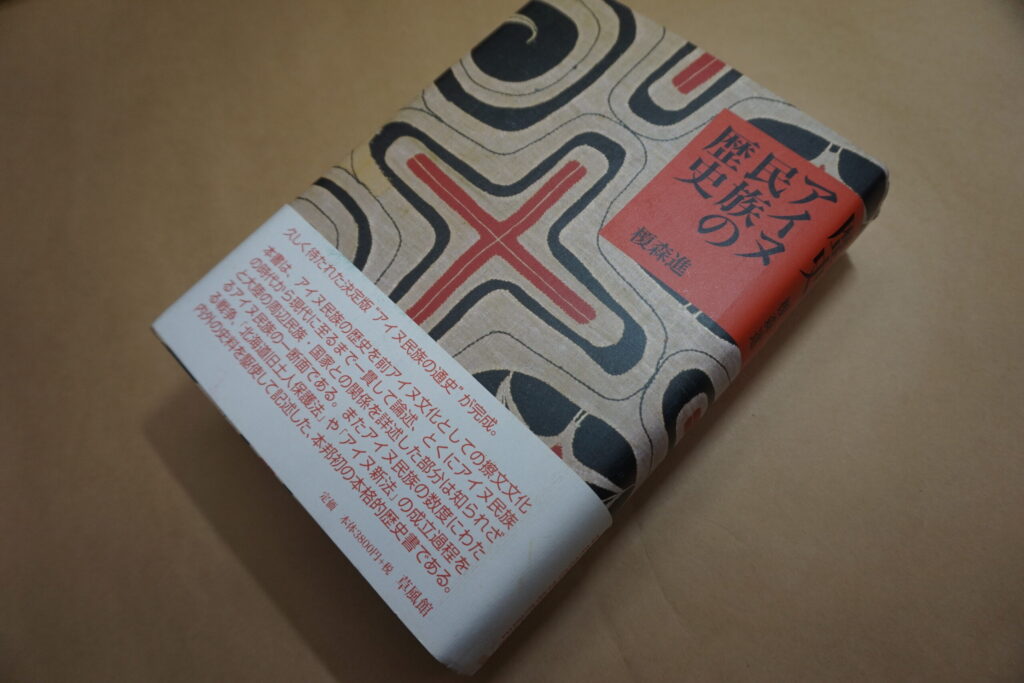 アイヌ
民族の
歴史
榎森進
久しく待たれた決定版“アイヌ民族の通史”が完成。
本書は、アイヌ民族の歴史を前アイヌ文化としての擦文文化
の時代から現代に至るまで一貫して論述、とくにアイヌ民族
と大陸の周辺民族・国家との関係を詳述した部分は知られざ
るアイヌ民族の一断面である。またアイヌ民族の数度にわた
る戦争、「北海道旧土人保護法」や「アイヌ新法」の成立過程を
内外の史料を駆使して記述した、本邦初の本格的歴史書である。
定価 本体3800円+税 草風館